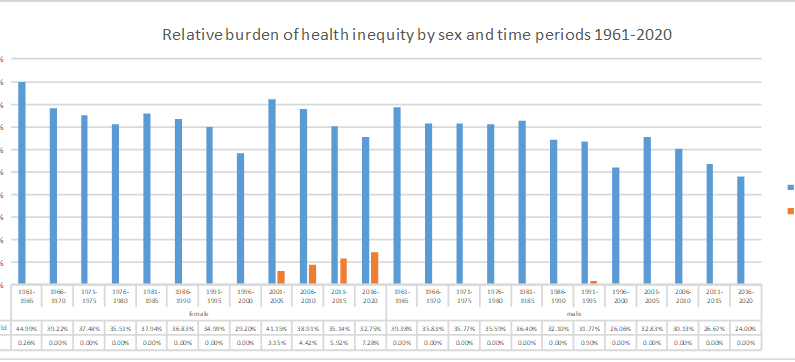 Relative burden of health inequity by sex and time periods 1961-2020
%
%
%
%
%
%
%
%
%
%
%
1961-1965 1966-1970 1971-1975 1976-1980 1981-1985 1986-1990 1991-1995 1996-2000 2001-2005 2006-2010 2011-2015 2016-2020 1961-1965 1966-1970 1971-1975 1976-1980 1981-1985 1986-1990 1991-1995 1996-2000 2001-2005 2006-2010 2011-2015 2016-2020
female male
ld 44.99% 39.22% 37.48% 35.51% 37.94% 36.83% 34.99% 29.20% 41.15% 38.91% 35.14% 32.75% 39.38% 35.83% 35.77% 35.59% 36.40% 32.10% 31.77% 26.06% 32.83% 30.13% 26.67% 24.00%
0.26% 0.00% 0.00% 0.00% 0.00% 0.00% 0.00% 0.00% 3.15% 4.42% 5.92% 7.28% 0.00% 0.00% 0.00% 0.00% 0.00% 0.00% 0.90% 0.00% 0.00% 0.00% 0.00% 0.00%